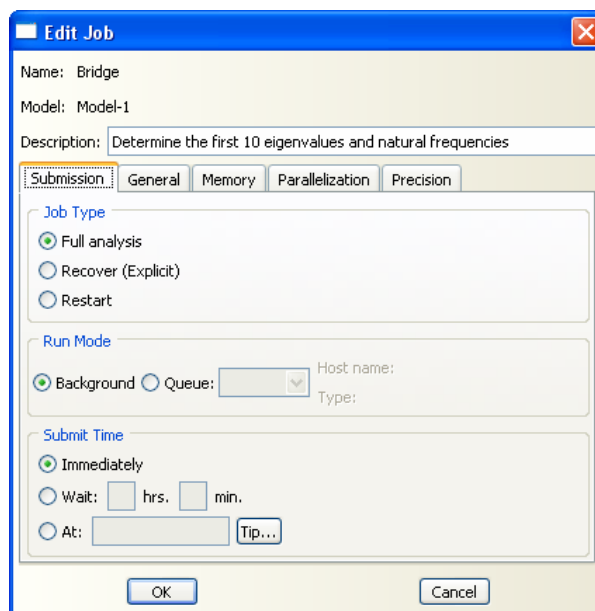 Edit Job
Name: Bridge
Model: Model-1
Description: Determine the first 10 eigenvalues and natural frequencies
Submission General Memory Parallelization Precision
Job Type
Full analysis
Recover (Explicit)
Restart
Run Mode
Background Queue: Host name:
Type:
Submit Time
Immediately
Wait: hrs. min.
At: Tip...
OK Cancel